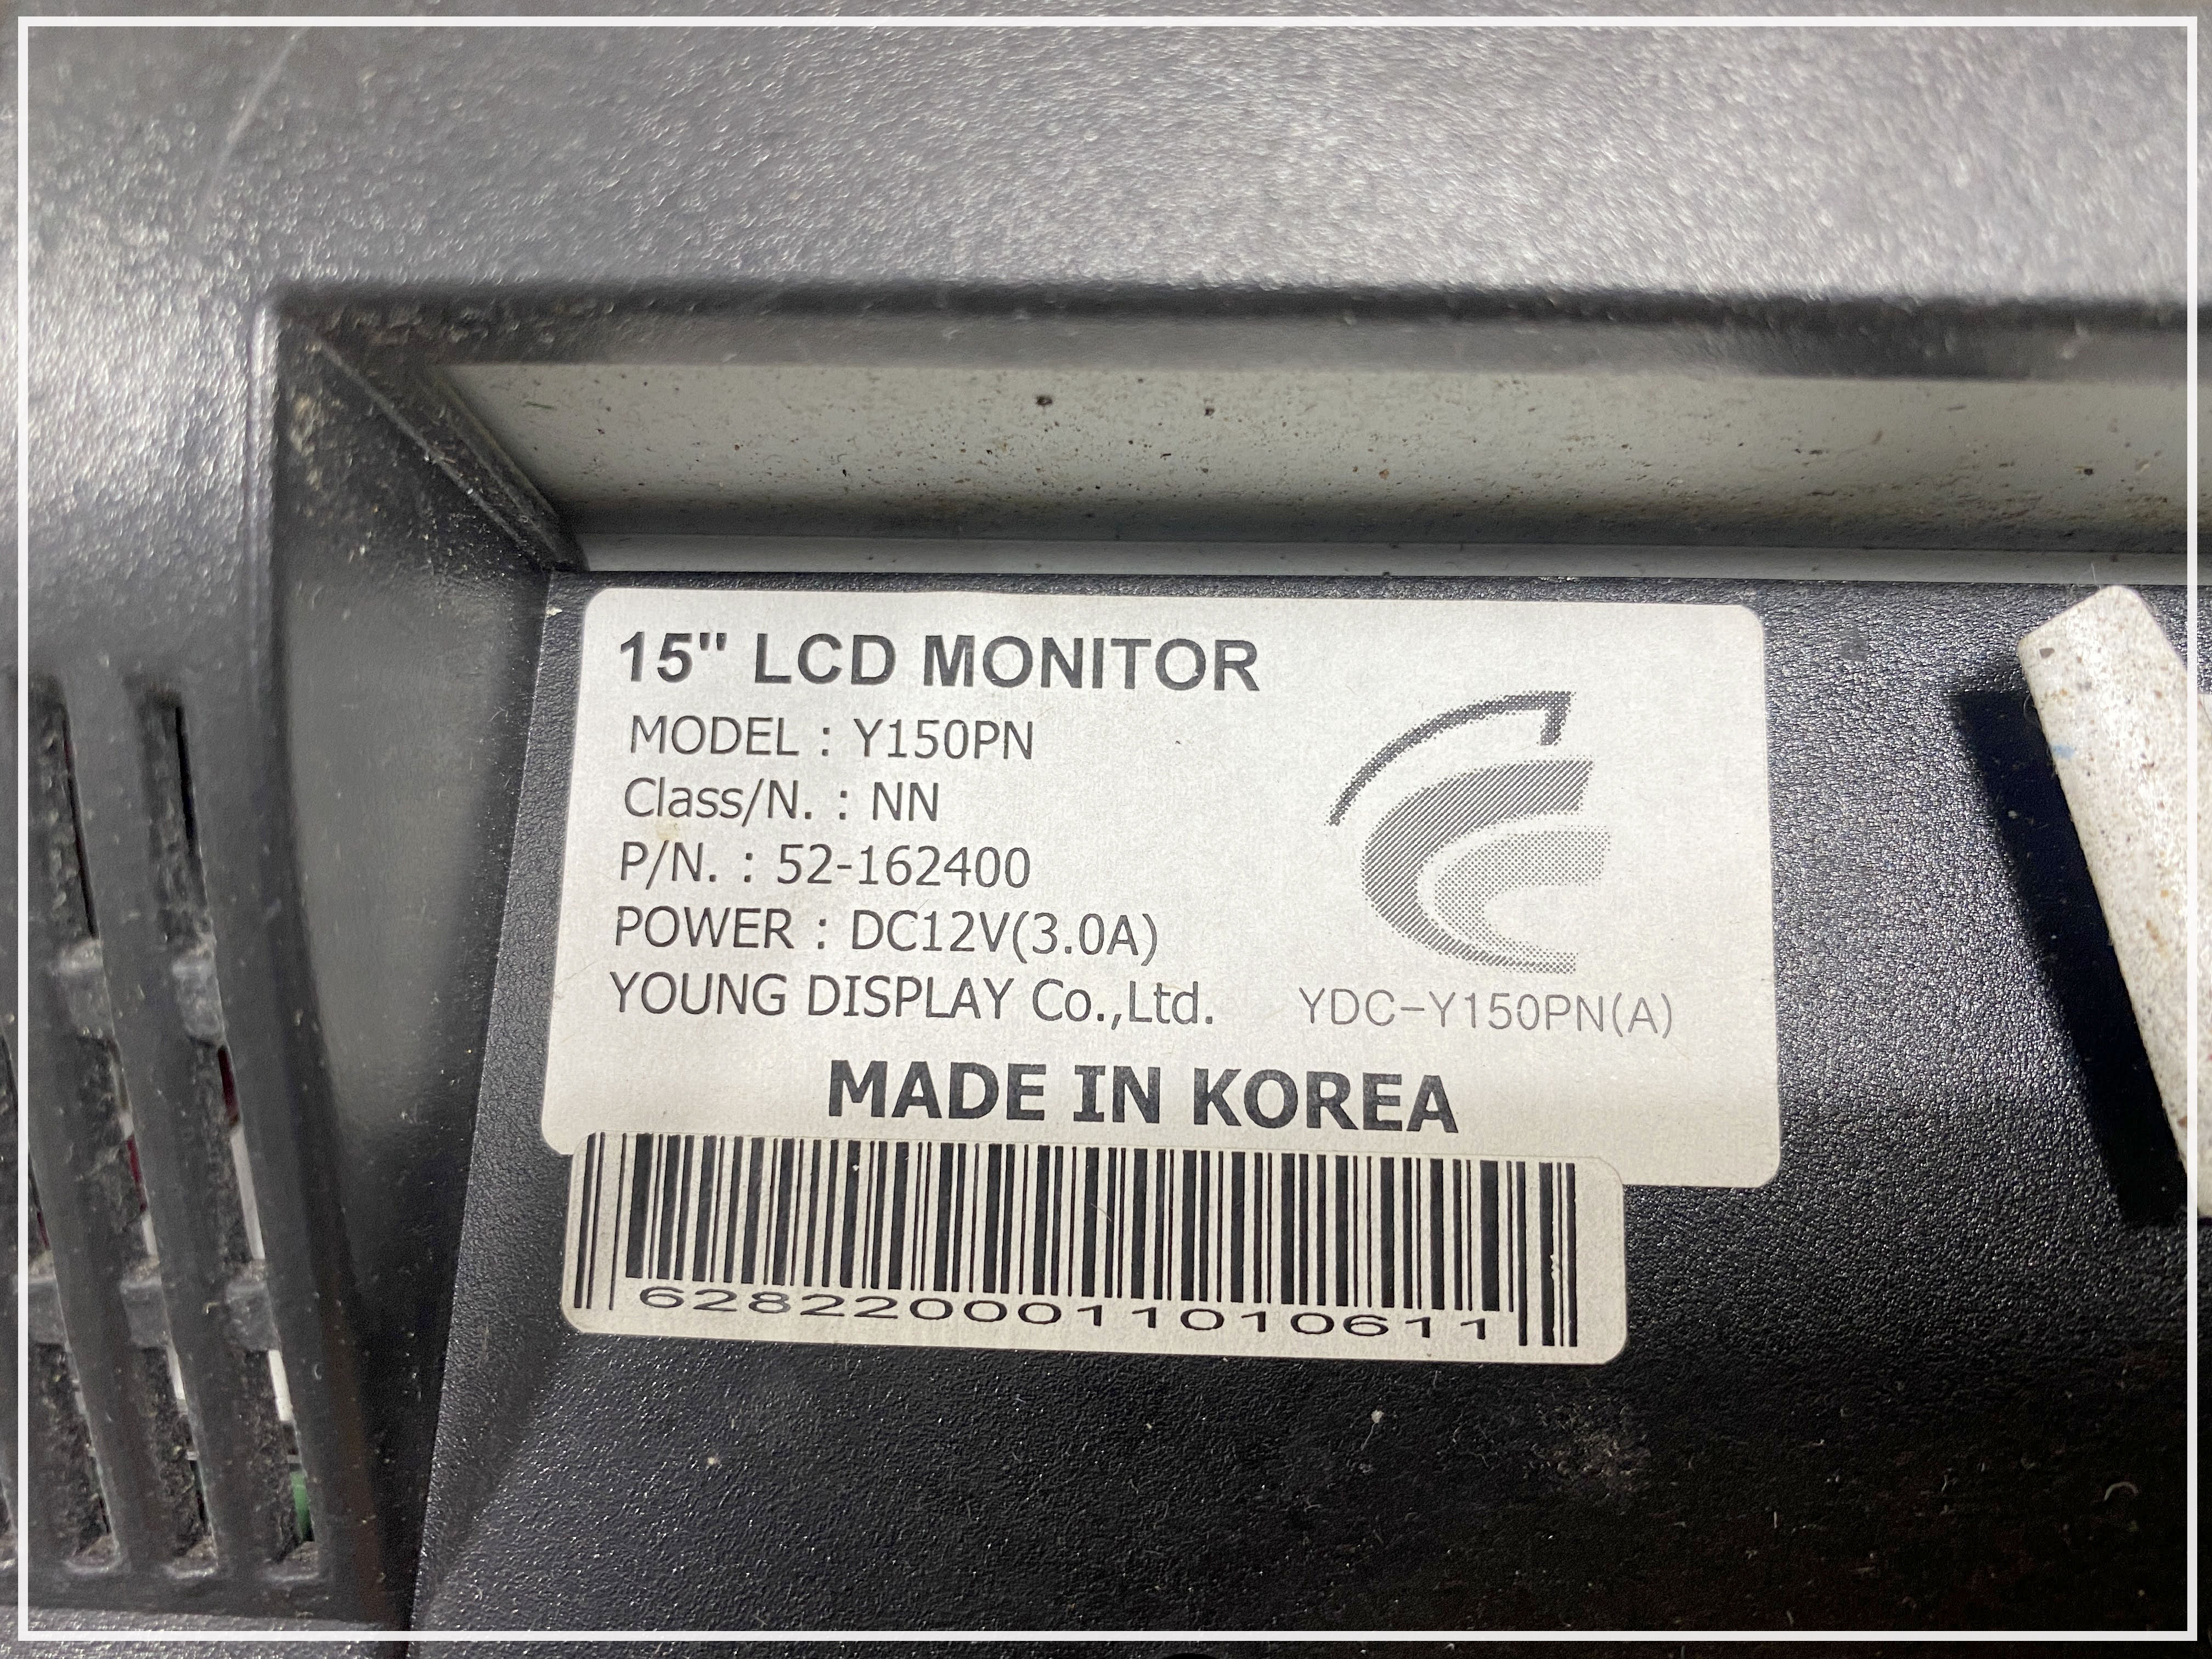 15" LCD MONITOR
MODEL : Y150PN
Class/N. : NN
P/N. : 52-162400
POWER : DC12V(3.0A)
YOUNG DISPLAY Co.,Ltd. YDC-Y150PN(A)
MADE IN KOREA
62822000011010611